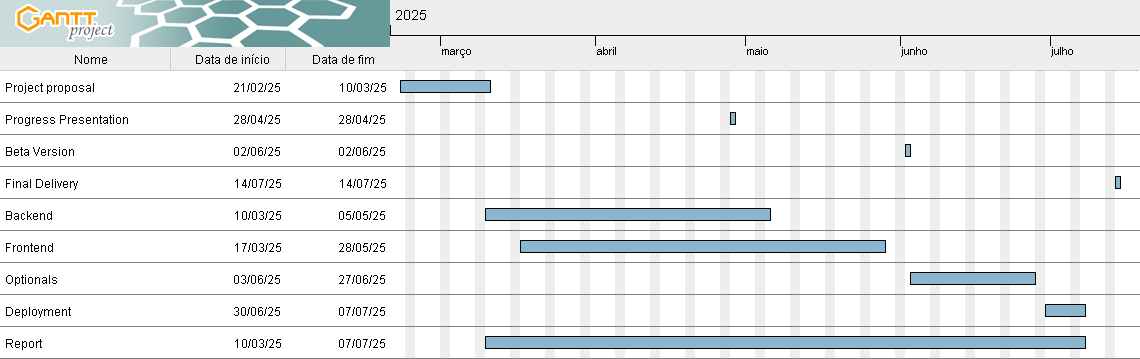 GANTT
project
2025
março abril maio junho julho
Nome Data de início Data de fim
Project proposal 21/02/25 10/03/25
Progress Presentation 28/04/25 28/04/25
Beta Version 02/06/25 02/06/25
Final Delivery 14/07/25 14/07/25
Backend 10/03/25 05/05/25
Frontend 17/03/25 28/05/25
Optionals 03/06/25 27/06/25
Deployment 30/06/25 07/07/25
Report 10/03/25 07/07/25